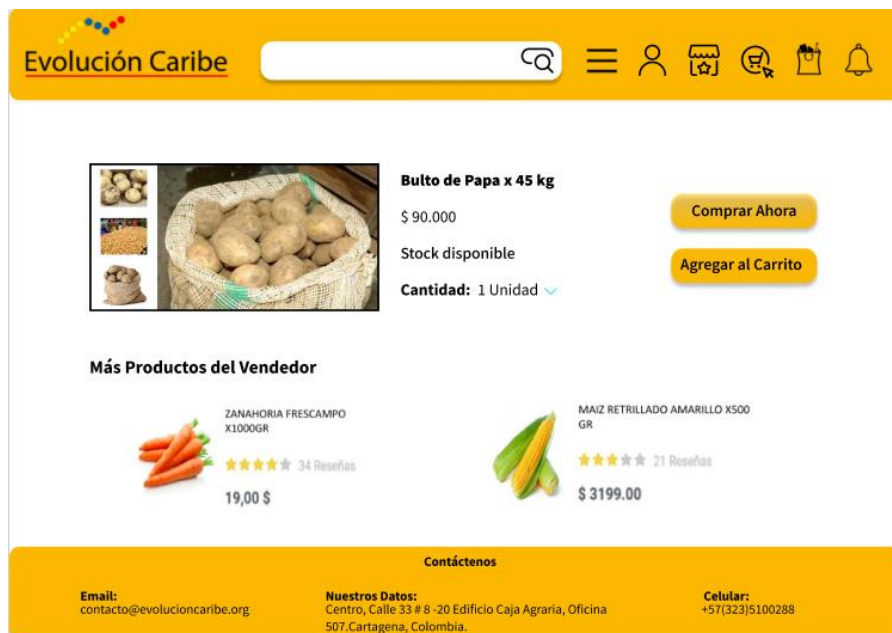 Evolución Caribe
Bulto de Papa x 45 kg
$ 90.000
Stock disponible
Cantidad: 1 Unidad
Comprar Ahora
Agregar al Carrito
Más Productos del Vendedor
ZANAHORIA FRESCAMPO
X1000GR
34 Reseñas
19,00 $
MAIZ RETRILLADO AMARILLO X500
GR
21 Reseñas
$ 3199.00
Contáctenos
Email:
contacto@evolucioncaribe.org
Nuestros Datos:
Centro, Calle 33 # 8 -20 Edificio Caja Agraria, Oficina
507.Cartagena, Colombia.
Celular:
+57(323)5100288